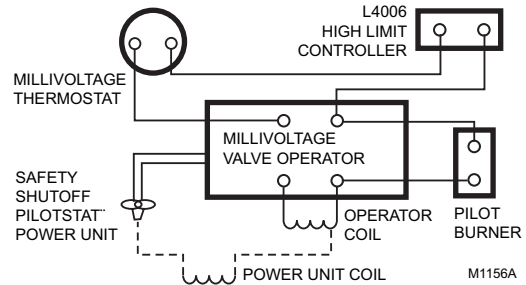 L4006
HIGH LIMIT
CONTROLLER
MILLIVOLTAGE
THERMOSTAT
MILLIVOLTAGE
VALVE OPERATOR
SAFETY
SHUTOFF
PILOTSTAT¨
POWER UNIT
OPERATOR
COIL
PILOT
BURNER
POWER UNIT COIL
M1156A